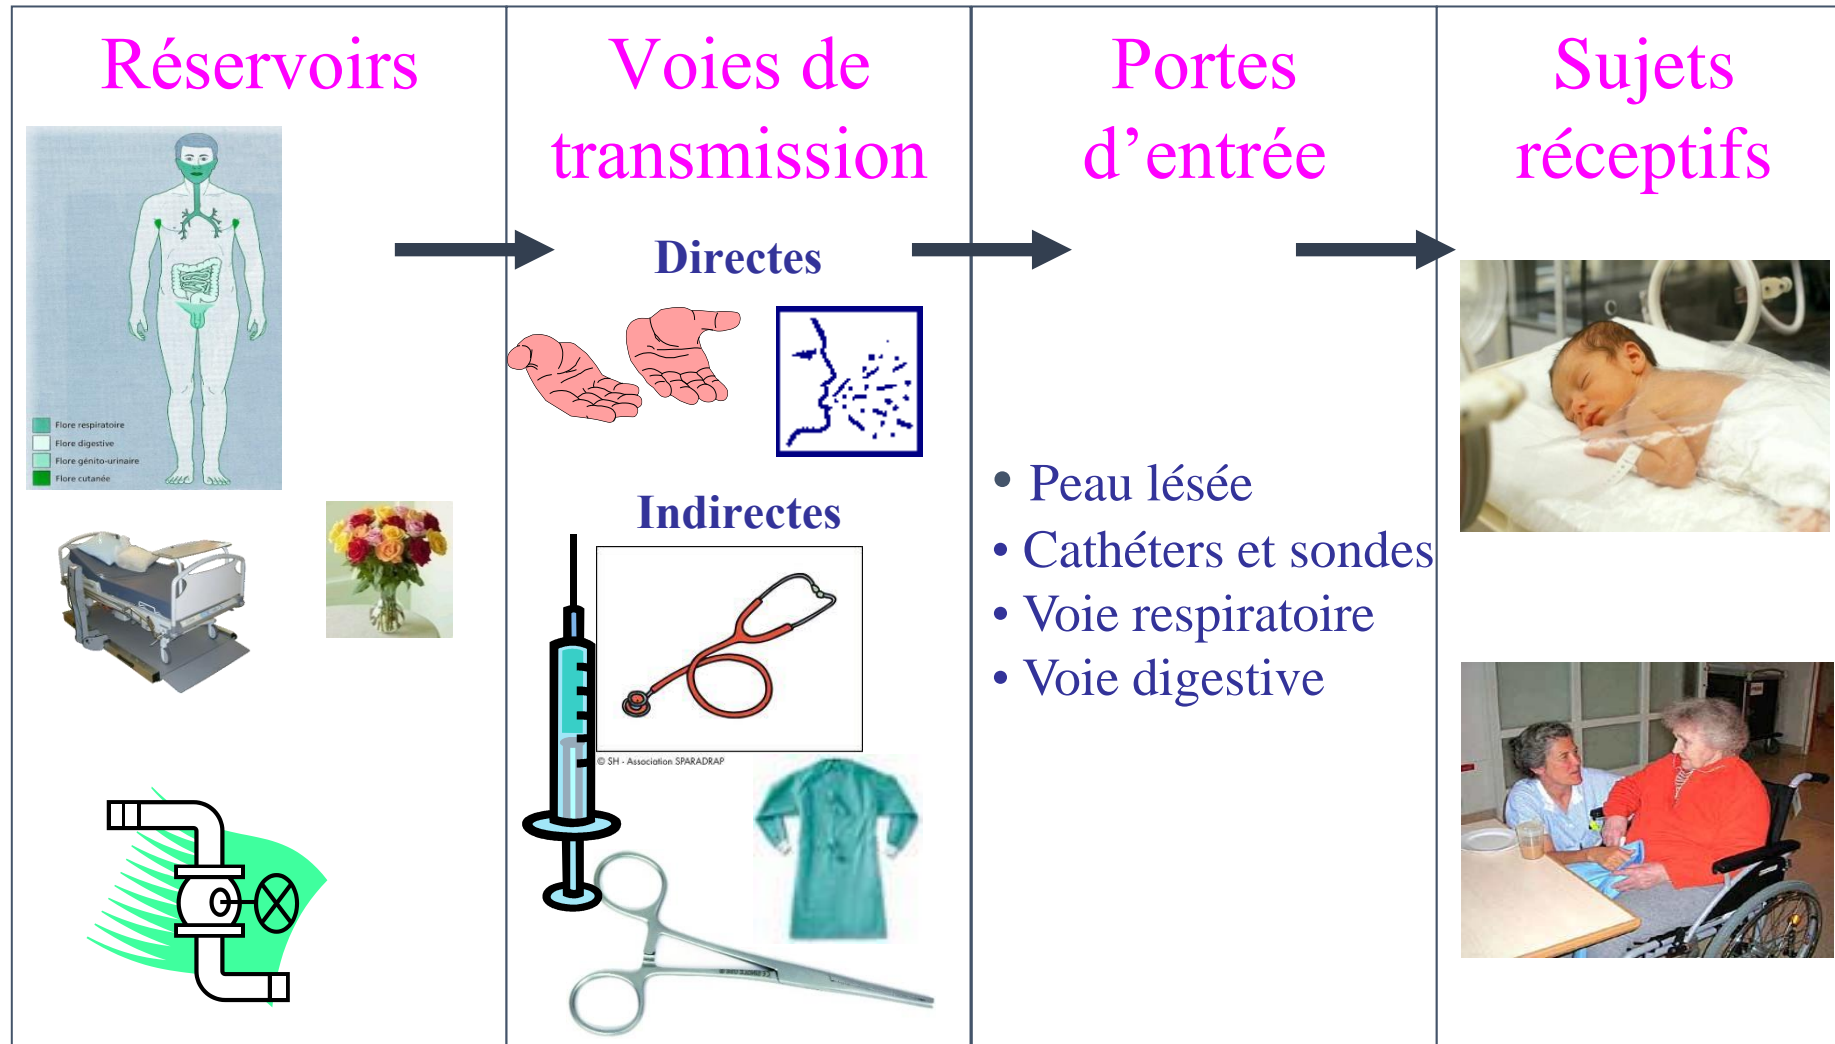 Réservoirs
Flore respiratoire
Flore digestive
Flore génito-urinaire
Flore cutanée
Voies de
transmission
Directes
Indirectes
© SH - Association SPARADRAP
Portes
d’entrée
• Peau lésée
• Cathéters et sondes
• Voie respiratoire
• Voie digestive
Sujets
réceptifs